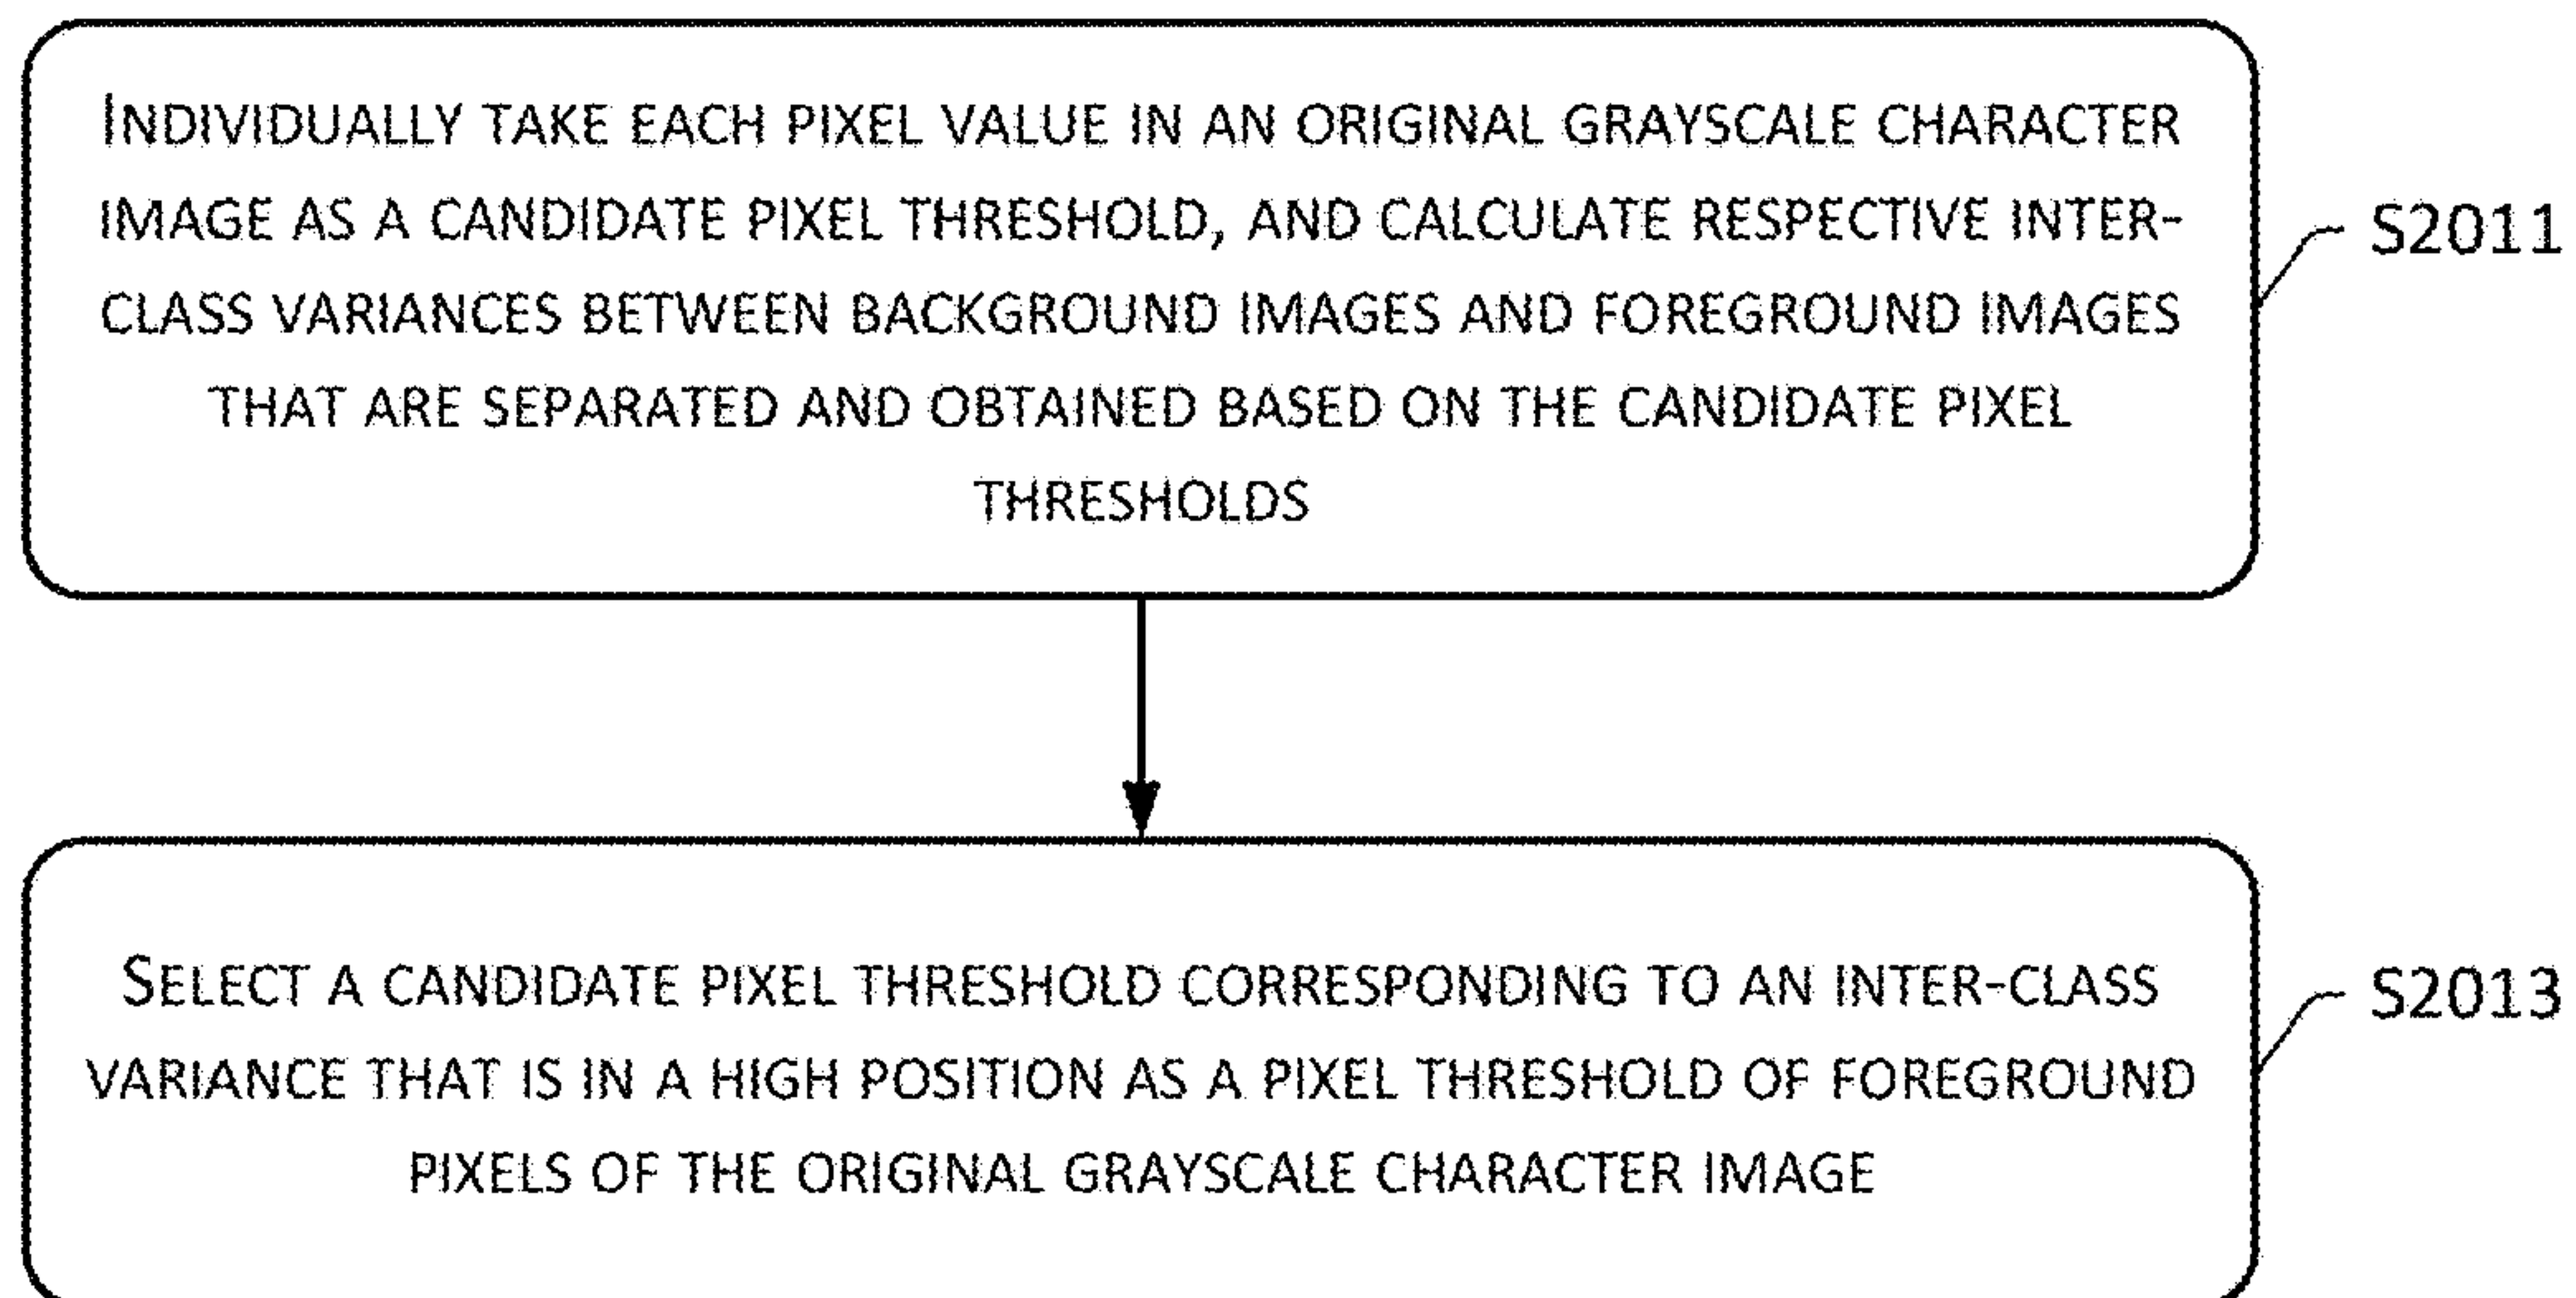 INDIVIDUALLY TAKE EACH PIXEL VALUE IN AN ORIGINAL GRAYSCALE CHARACTER
IMAGE AS A CANDIDATE PIXEL THRESHOLD, AND CALCULATE RESPECTIVE INTER-
CLASS VARIANCES BETWEEN BACKGROUND IMAGES AND FOREGROUND IMAGES
THAT ARE SEPARATED AND OBTAINED BASED ON THE CANDIDATE PIXEL
THRESHOLDS
S2011
SELECT A CANDIDATE PIXEL THRESHOLD CORRESPONDING TO AN INTER-CLASS
VARIANCE THAT IS IN A HIGH POSITION AS A PIXEL THRESHOLD OF FOREGROUND
PIXELS OF THE ORIGINAL GRAYSCALE CHARACTER IMAGE
S2013